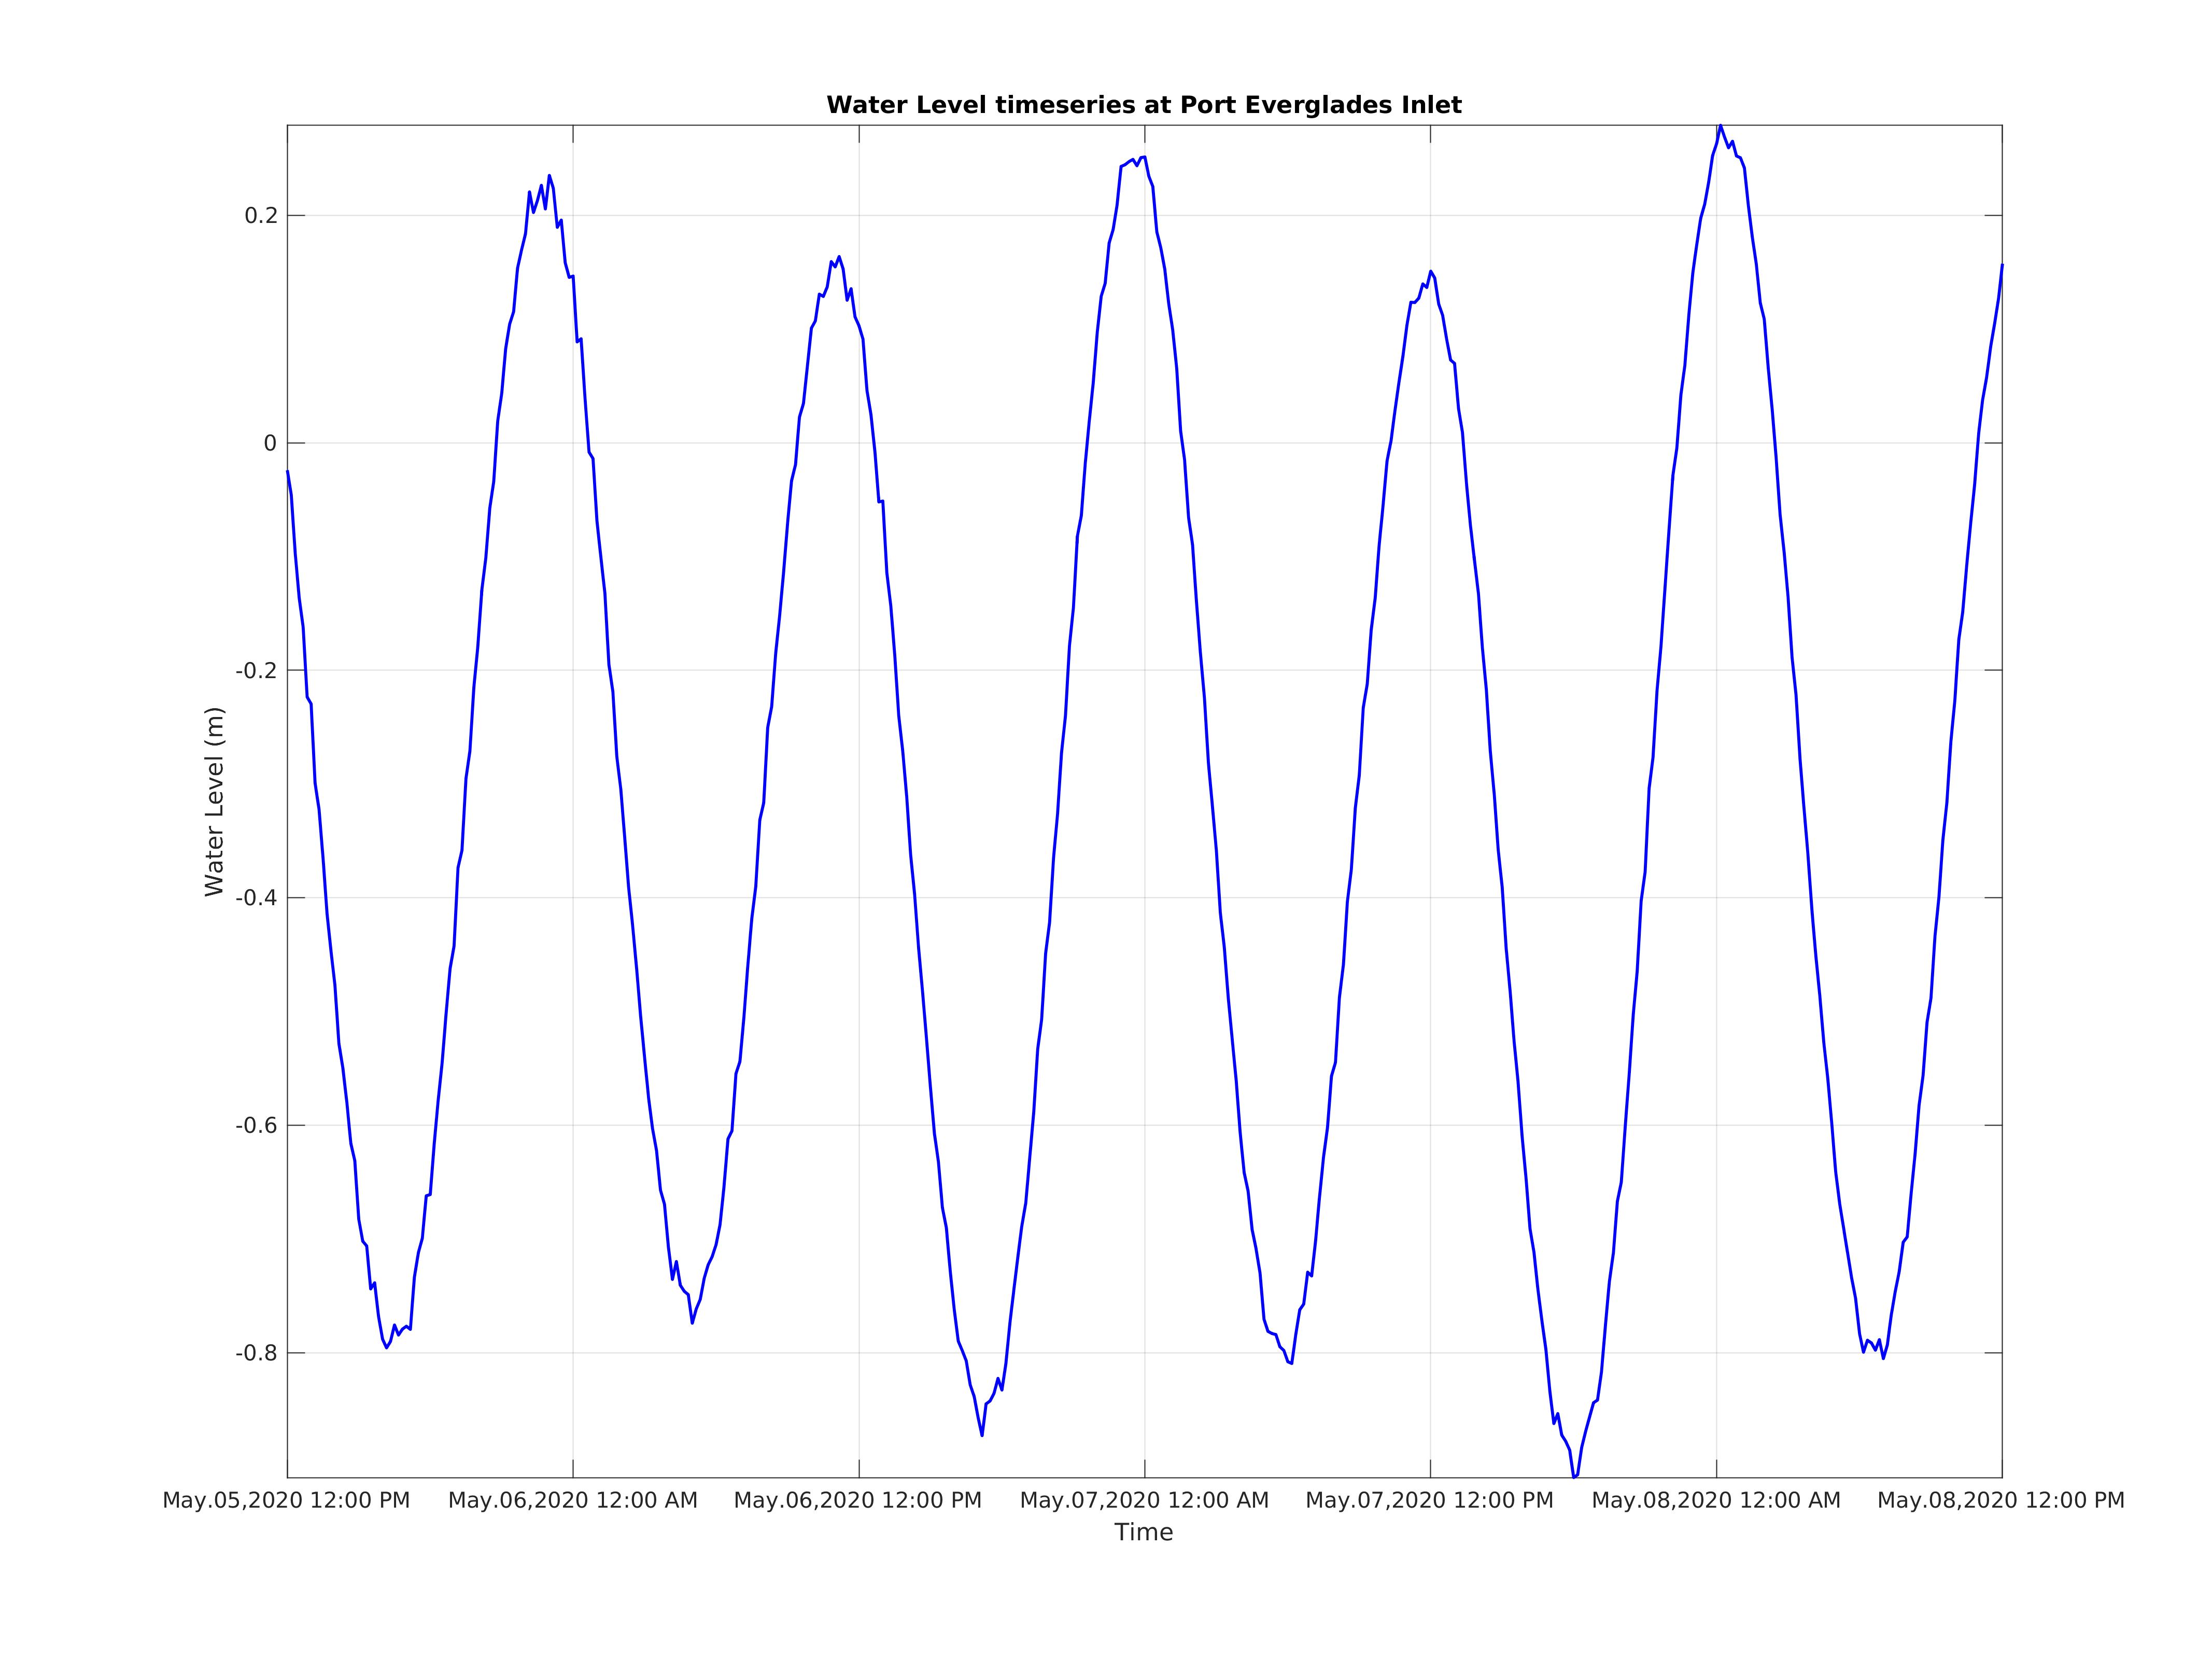 Water Level timeseries at Port Everglades Inlet
0.2
0
-0.2
-0.4
-0.6
-0.8
Water Level (m)
May.05,2020 12:00 PM May.06,2020 12:00 AM May.06,2020 12:00 PM May.07,2020 12:00 AM May.07,2020 12:00 PM May.08,2020 12:00 AM May.08,2020 12:00 PM
Time